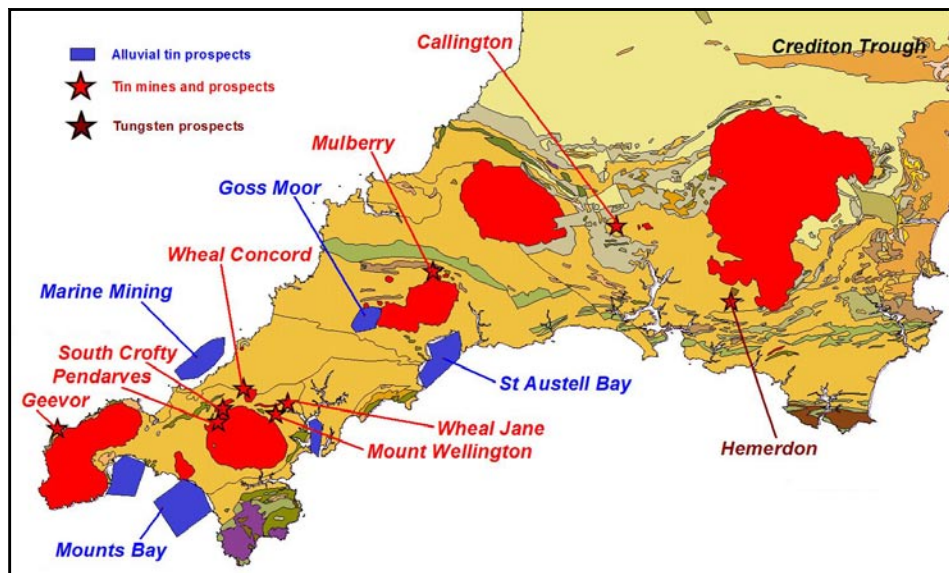 Alluvial tin prospects
Tin mines and prospects
Tungsten prospects
Callington
Crediton Trough
Mulberry
Goss Moor
Wheal Concord
Marine Mining
South Crofty
Pendarves
Geevor
St Austell Bay
Wheal Jane
Mount Wellington
Hemerdon
Mounts Bay